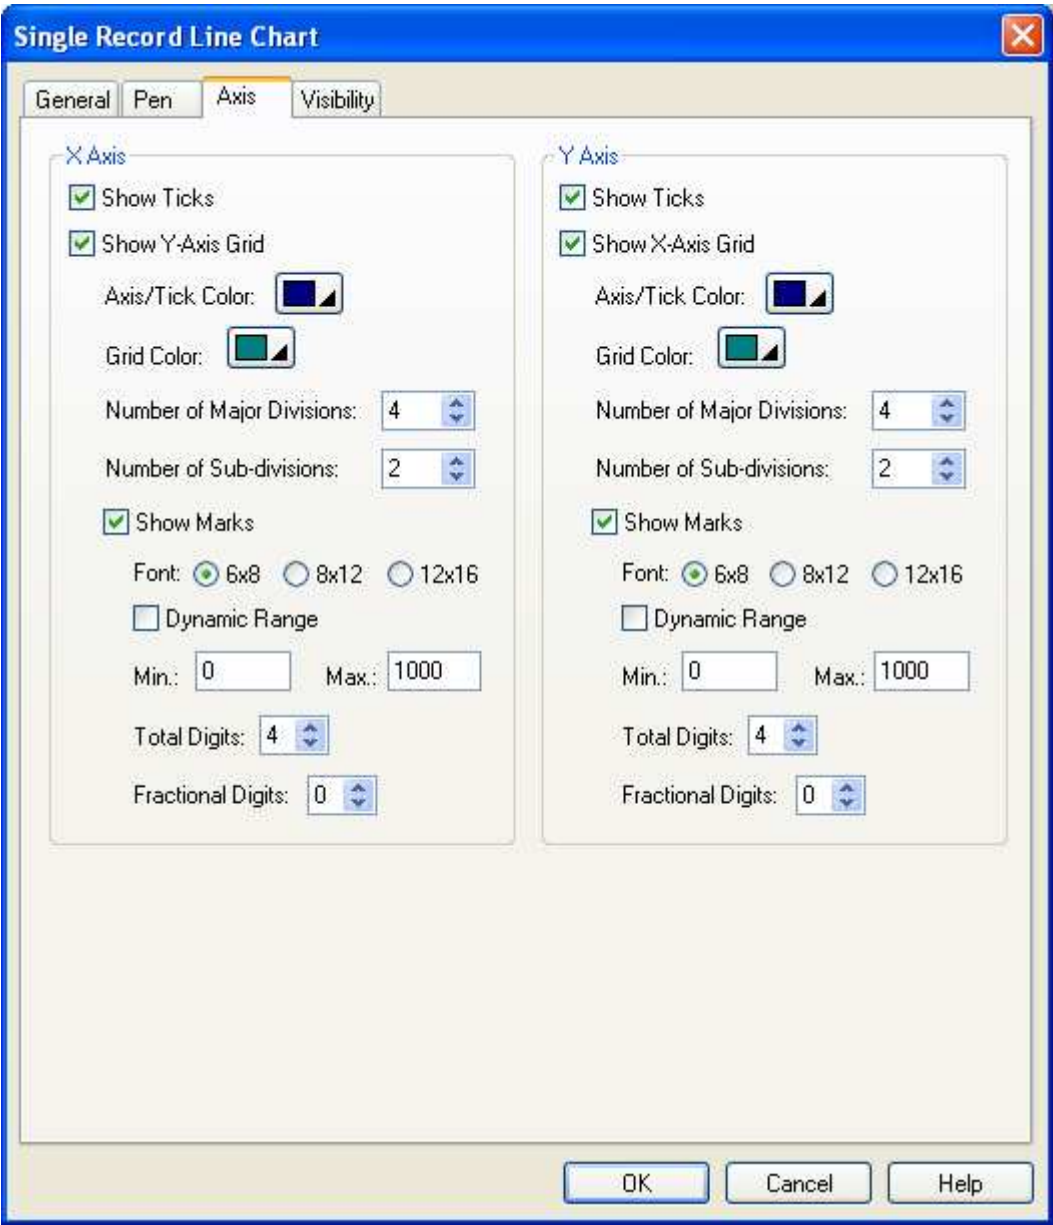 Single Record Line Chart
General Pen Axis Visibility
X Axis
Show Ticks
Show Y-Axis Grid
Axis/Tick Color:
Grid Color:
Number of Major Divisions: 4
Number of Sub-divisions: 2
Show Marks
Font: 6x8 8x12 12x16
Dynamic Range
Min.: 0 Max.: 1000
Total Digits: 4
Fractional Digits: 0
Y Axis
Show Ticks
Show X-Axis Grid
Axis/Tick Color:
Grid Color:
Number of Major Divisions: 4
Number of Sub-divisions: 2
Show Marks
Font: 6x8 8x12 12x16
Dynamic Range
Min.: 0 Max.: 1000
Total Digits: 4
Fractional Digits: 0
OK Cancel Help